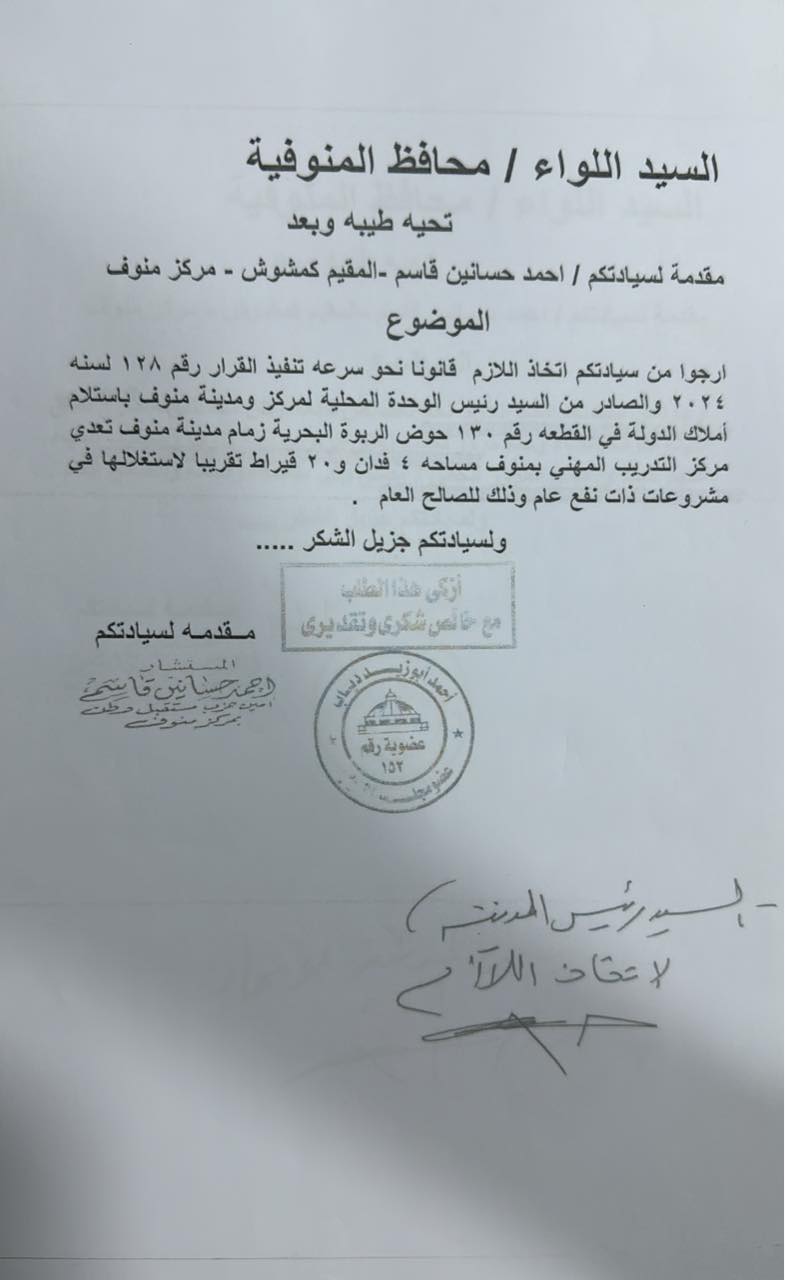 السيد اللواء / محافظ المنوفية
تحيه طيبه وبعد
مقدمة لسيادتكم / احمد حسانين قاسم -المقيم كمشوش - مركز منوف
الموضوع
ارجوا من سيادتكم اتخاذ اللازم قانونا نحو سرعه تنفيذ القرار رقم ١٢٨ لسنه
٢٠٢٤ والصادر من السيد رئيس الوحدة المحلية لمركز ومدينة منوف باستلام
أملاك الدولة في القطعه رقم ١٣٠ حوض الربوة البحرية زمام مدينة منوف تعدي
مركز التدريب المهني بمنوف مساحه ٤ فدان و٢٠ قيراط تقريبا لاستغلالها في
مشروعات ذات نفع عام وذلك للصالح العام .
ولسيادتكم جزيل الشكر .....
أزكى هذا الطلب
مع خالص شكرى وتقديرى
مقدمه لسيادتكم
المستشار
احمد حسانين قاسم
امين حزب مستقبل وطن
بمركز منوف
أحمد أبوزيد
عضوية رقم
١٥٢
عضو مجلس
- السيد رئيس المدينة
لاتخاذ اللازم